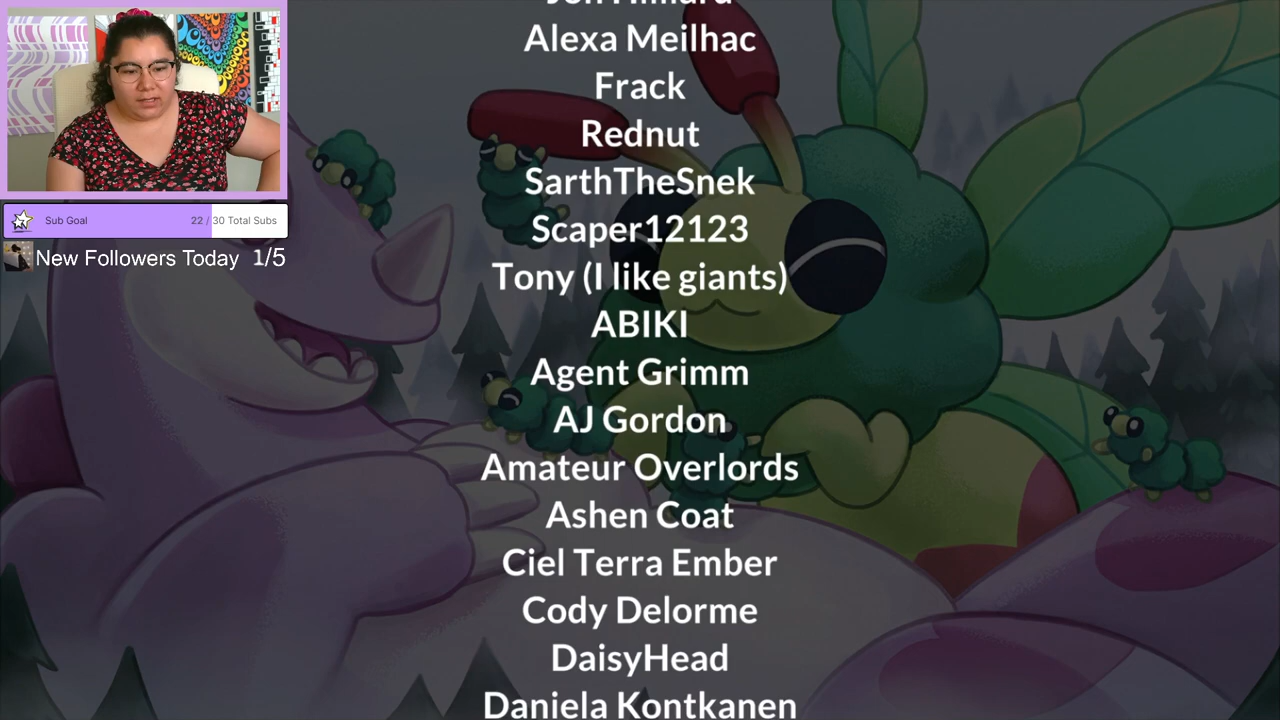 Alexa Meilhac
Frack
Rednut
SarthTheSnek
Scaper12123
Tony (I like giants)
ABIKI
Agent Grimm
AJ Gordon
Amateur Overlords
Ashen Coat
Ciel Terra Ember
Cody Delorme
DaisyHead
Daniela Kontkanen
Sub Goal 22 / 30 Total Subs
New Followers Today 1/5